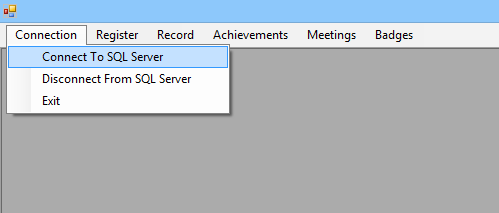 Connection Register Record Achievements Meetings Badges
Connect To SQL Server
Disconnect From SQL Server
Exit